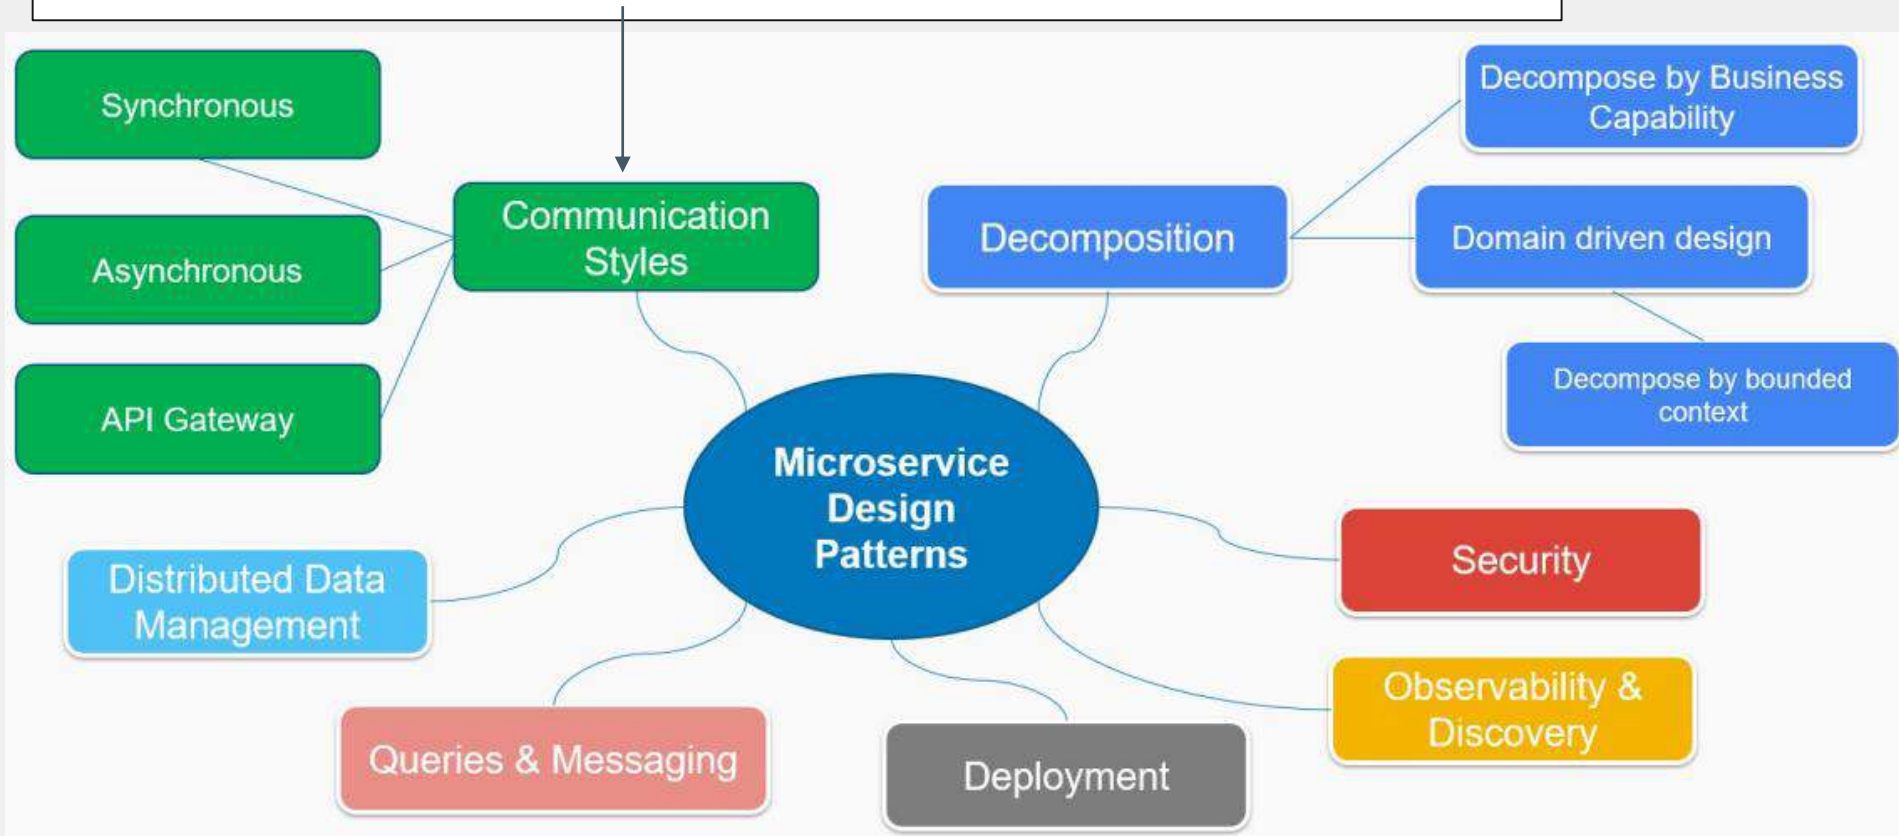 Synchronous
Asynchronous
API Gateway
Communication
Styles
Decomposition
Decompose by Business
Capability
Domain driven design
Decompose by bounded
context
Microservice
Design
Patterns
Distributed Data
Management
Queries & Messaging
Deployment
Security
Observability &
Discovery